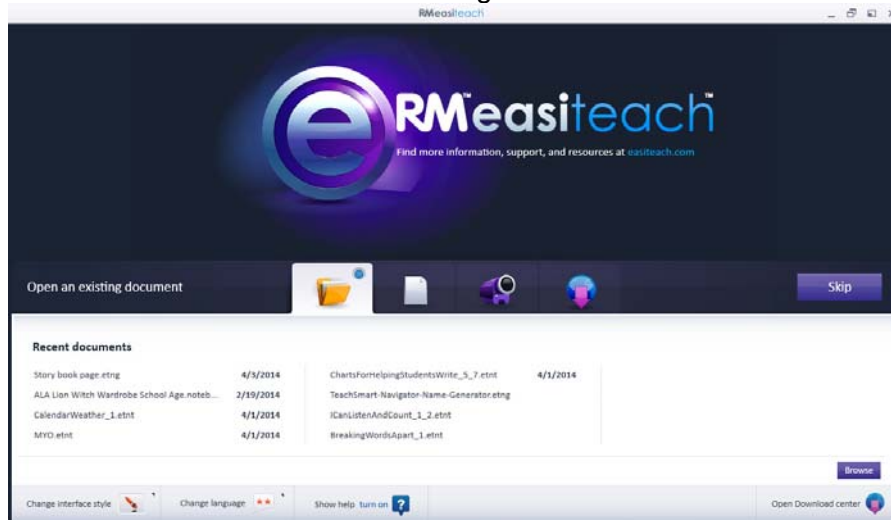 RMeasiteach
RM™easiteach™
Find more information, support, and resources at easiteach.com
Open an existing document
Skip
Recent documents
Story book page.etng 4/3/2014
ChartsForHelpingStudentsWrite_5_7.etnt 4/1/2014
ALA Lion Witch Wardrobe School Age.noteb... 2/19/2014
TeachSmart-Navigator-Name-Generator.etng
CalendarWeather_1.etnt 4/1/2014
ICanListenAndCount_1_2.etnt
MYO.etnt 4/1/2014
BreakingWordsApart_1.etnt
Browse
Change interface style
Change language
Show help turn on ?
Open Download center